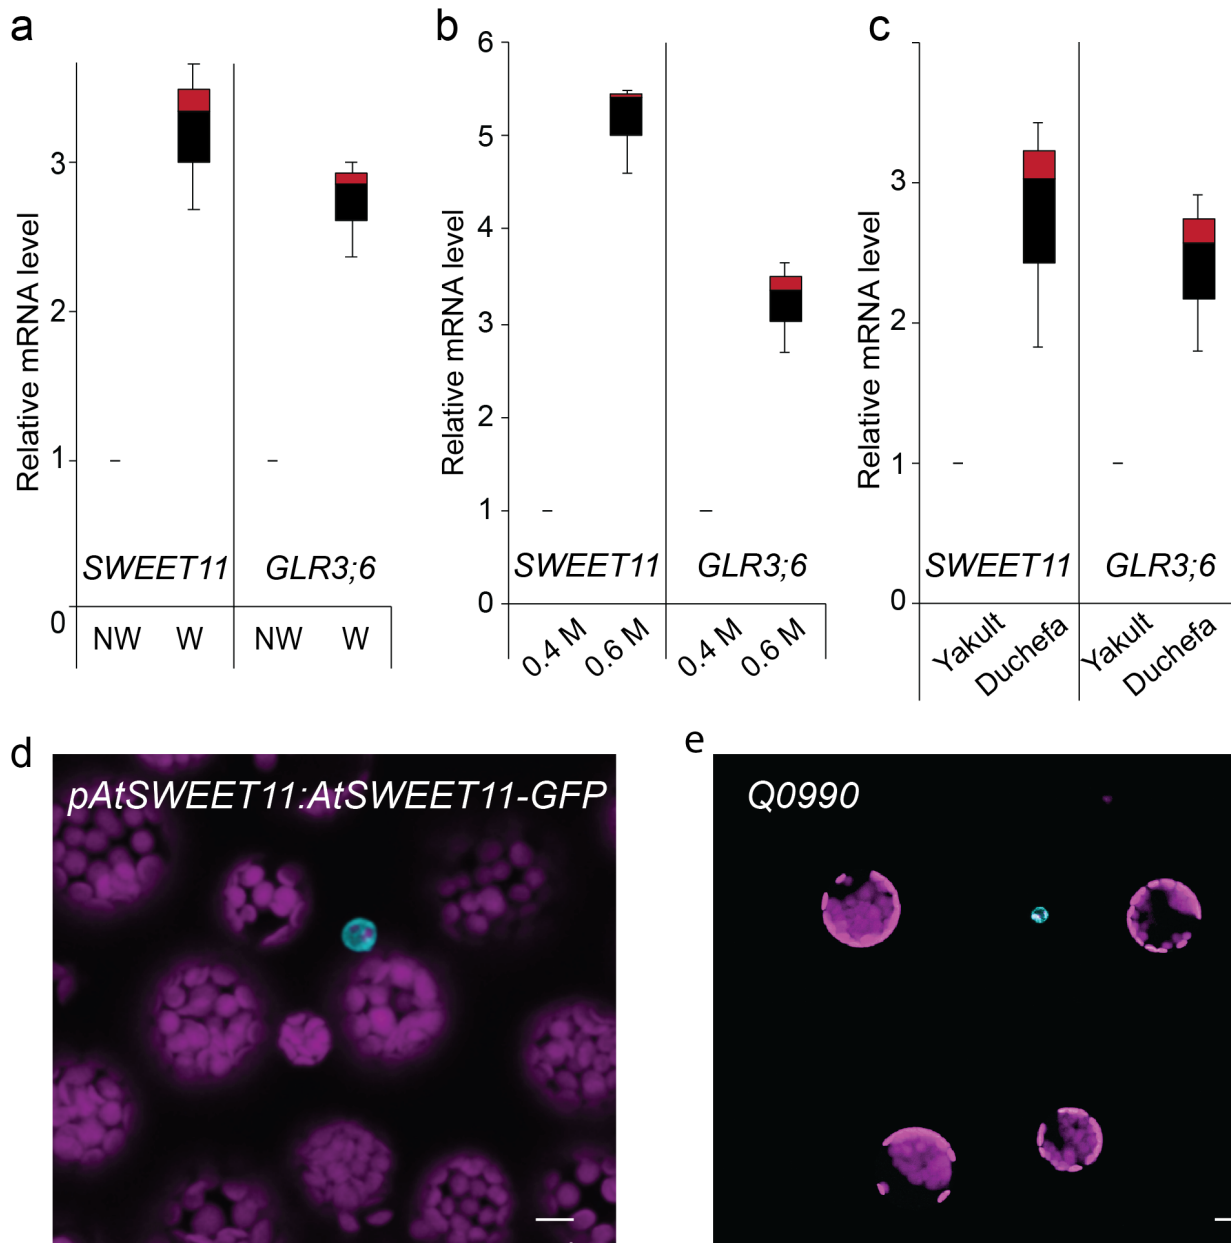 a
Relative mRNA level
3
2
1
0
SWEET11
GLR3;6
NW
W
NW
W
b
Relative mRNA level
6
5
4
3
2
1
0
SWEET11
GLR3;6
0.4 M
0.6 M
0.4 M
0.6 M
c
Relative mRNA level
3
2
1
0
SWEET11
GLR3;6
Yakult
Duchefa
Yakult
Duchefa
d
pAtSWEET11:AtSWEET11-GFP
e
Q0990